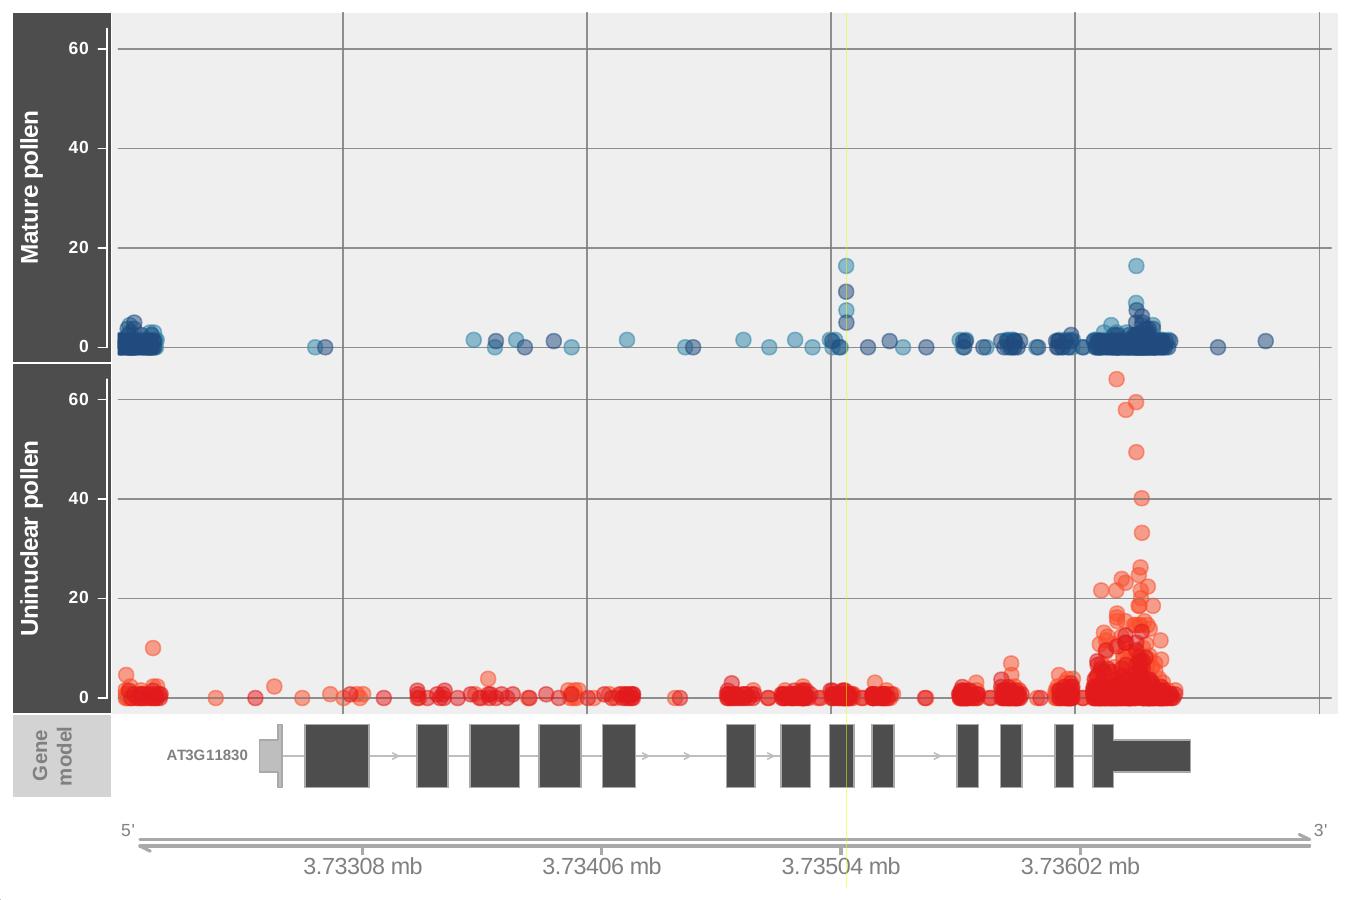 Mature pollen
60
40
20
0
Uninuclear pollen
60
40
20
0
Gene
model
AT3G11830
5'
3'
3.73308 mb
3.73406 mb
3.73504 mb
3.73602 mb